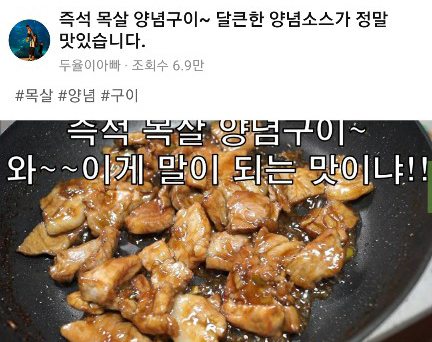 즉석 목살 양념구이~ 달큰한 양념소스가 정말
맛있습니다.
두율이아빠 · 조회수 6.9만
#목살 #양념 #구이
즉석 목살 양념구이~
와~~이게 말이 되는 맛이냐!!